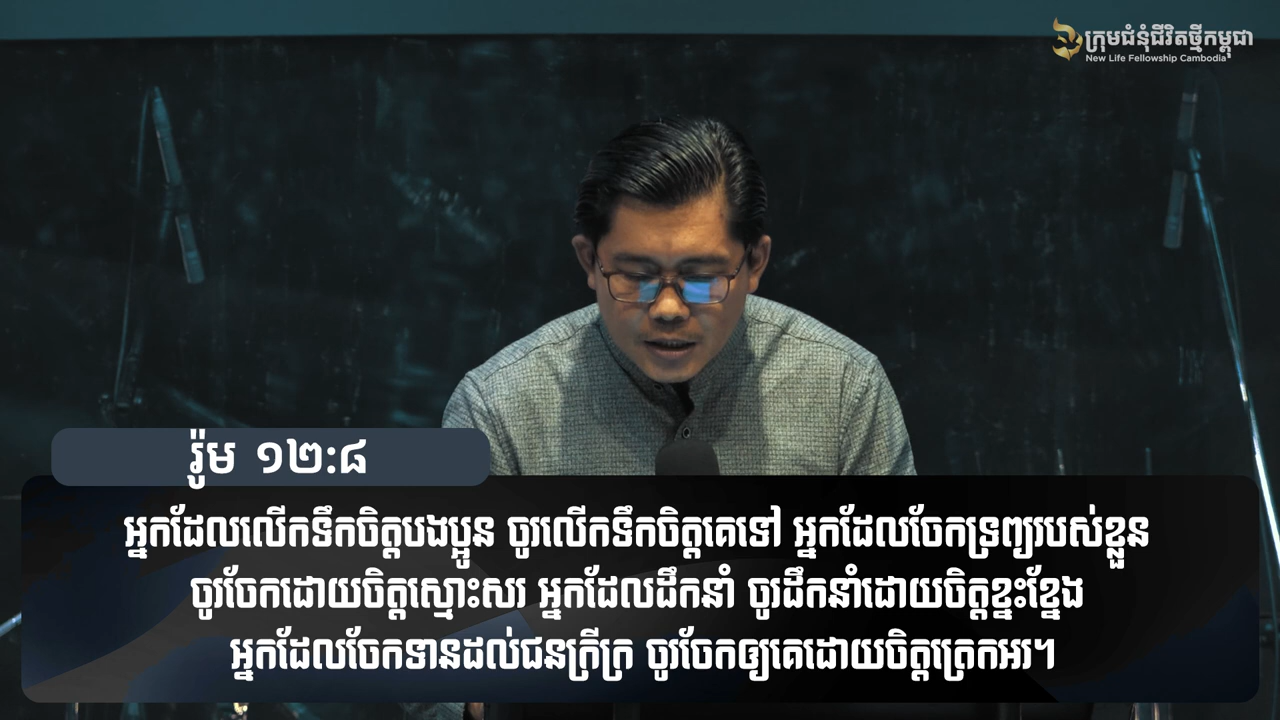 ក្រុមជំនុំជីវិតថ្មីកម្ពុជា
New Life Fellowship Cambodia
រ៉ូម ១២:៨
អ្នកដែលលើកទឹកចិត្តបងប្អូន ចូរលើកទឹកចិត្តគេទៅ អ្នកដែលចែកទ្រព្យរបស់ខ្លួន
ចូរចែកដោយចិត្តស្មោះសរ អ្នកដែលដឹកនាំ ចូរដឹកនាំដោយចិត្តខ្នះខ្នែង
អ្នកដែលចែកទានដល់ជនក្រីក្រ ចូរចែកឲ្យគេដោយចិត្តត្រេកអរ។